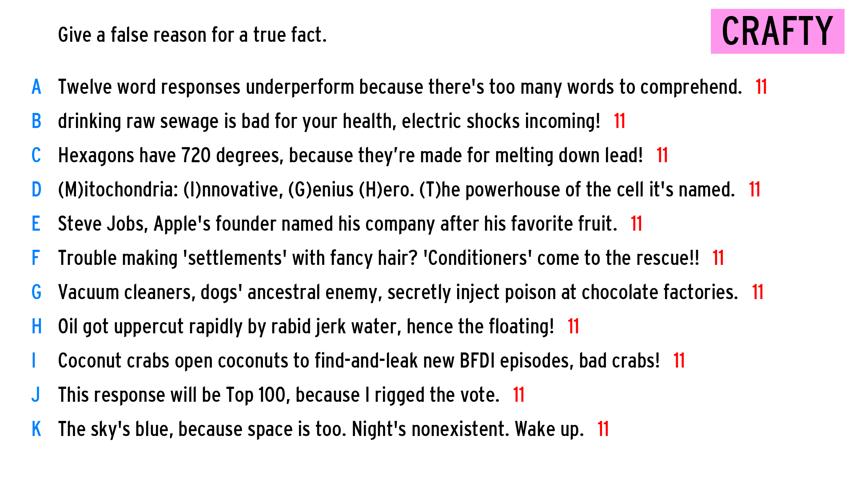 Give a false reason for a true fact.
CRAFTY
A Twelve word responses underperform because there's too many words to comprehend. 11
B drinking raw sewage is bad for your health, electric shocks incoming! 11
C Hexagons have 720 degrees, because they’re made for melting down lead! 11
D (M)itochondria: (I)nnovative, (G)enius (H)ero. (T)he powerhouse of the cell it's named. 11
E Steve Jobs, Apple's founder named his company after his favorite fruit. 11
F Trouble making 'settlements' with fancy hair? 'Conditioners' come to the rescue!! 11
G Vacuum cleaners, dogs' ancestral enemy, secretly inject poison at chocolate factories. 11
H Oil got uppercut rapidly by rabid jerk water, hence the floating! 11
I Coconut crabs open coconuts to find-and-leak new BFDI episodes, bad crabs! 11
J This response will be Top 100, because I rigged the vote. 11
K The sky's blue, because space is too. Night's nonexistent. Wake up. 11